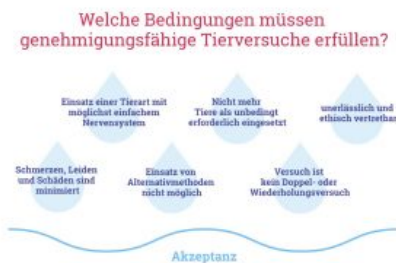 Welche Bedingungen müssen
genehmigungsfähige Tierversuche erfüllen?
Einsatz einer Tierart mit
möglichst einfachem
Nervensystem
Nicht mehr
Tiere als unbedingt
erforderlich eingesetzt
unerlässlich und
ethisch vertretbar
Schmerzen, Leiden
und Schäden sind
minimiert
Einsatz von
Alternativmethoden
nicht möglich
Versuch ist
kein Doppel- oder
Wiederholungsversuch
Akzeptanz